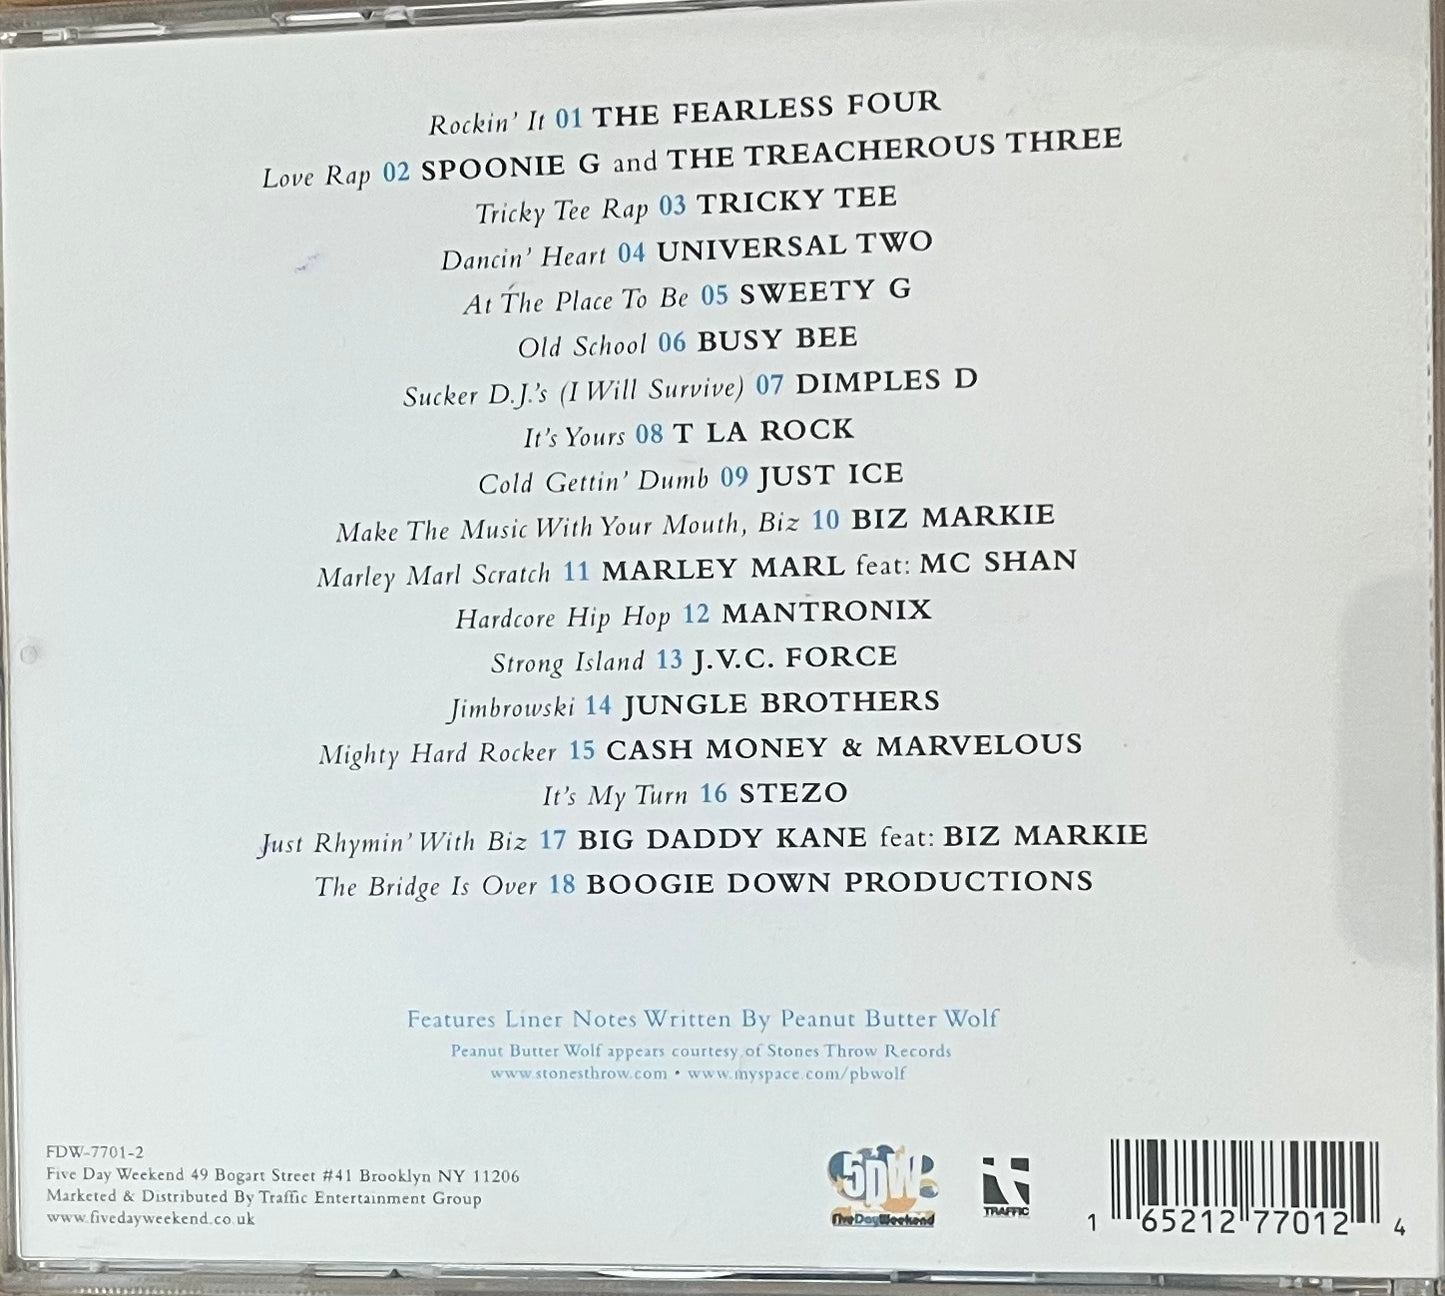 Rockin' It 01 THE FEARLESS FOUR
Love Rap 02 SPOONIE G and THE TREACHEROUS THREE
Tricky Tee Rap 03 TRICKY TEE
Dancin' Heart 04 UNIVERSAL TWO
At The Place To Be 05 SWEETY G
Old School 06 BUSY BEE
Sucker D.J.'s (I Will Survive) 07 DIMPLES D
It's Yours 08 T LA ROCK
Cold Gettin' Dumb 09 JUST ICE
Make The Music With Your Mouth, Biz 10 BIZ MARKIE
Marley Marl Scratch 11 MARLEY MARL feat: MC SHAN
Hardcore Hip Hop 12 MANTRONIX
Strong Island 13 J.V.C. FORCE
Jimbrowski 14 JUNGLE BROTHERS
Mighty Hard Rocker 15 CASH MONEY & MARVELOUS
It's My Turn 16 STEZO
Just Rhymin' With Biz 17 BIG DADDY KANE feat: BIZ MARKIE
The Bridge Is Over 18 BOOGIE DOWN PRODUCTIONS
Features Liner Notes Written By Peanut Butter Wolf
Peanut Butter Wolf appears courtesy of Stones Throw Records
www.stonesthrow.com • www.myspace.com/pbwolf
FDW-7701-2
Five Day Weekend 49 Bogart Street #41 Brooklyn NY 11206
Marketed & Distributed By Traffic Entertainment Group
www.fivedayweekend.co.uk
5DW
FiveDayWeekend
TRAFFIC
1 65212 77012 4